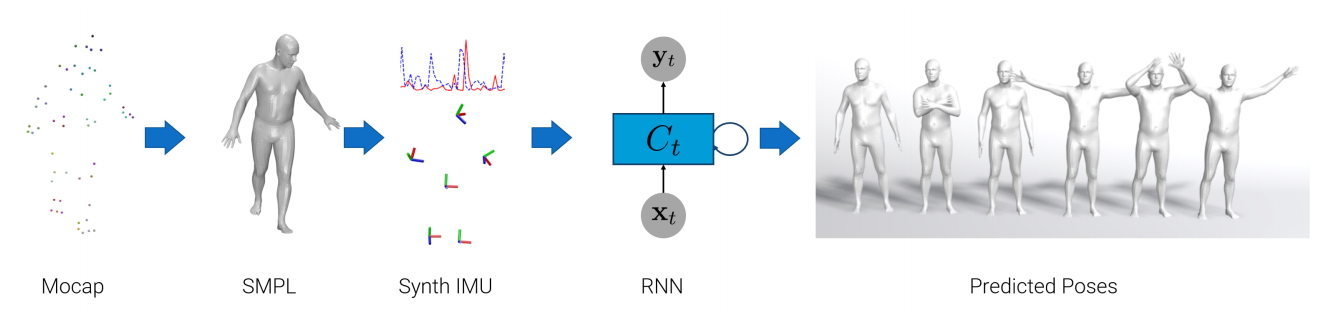 y_t
C_t
x_t
Mocap
SMPL
Synth IMU
RNN
Predicted Poses